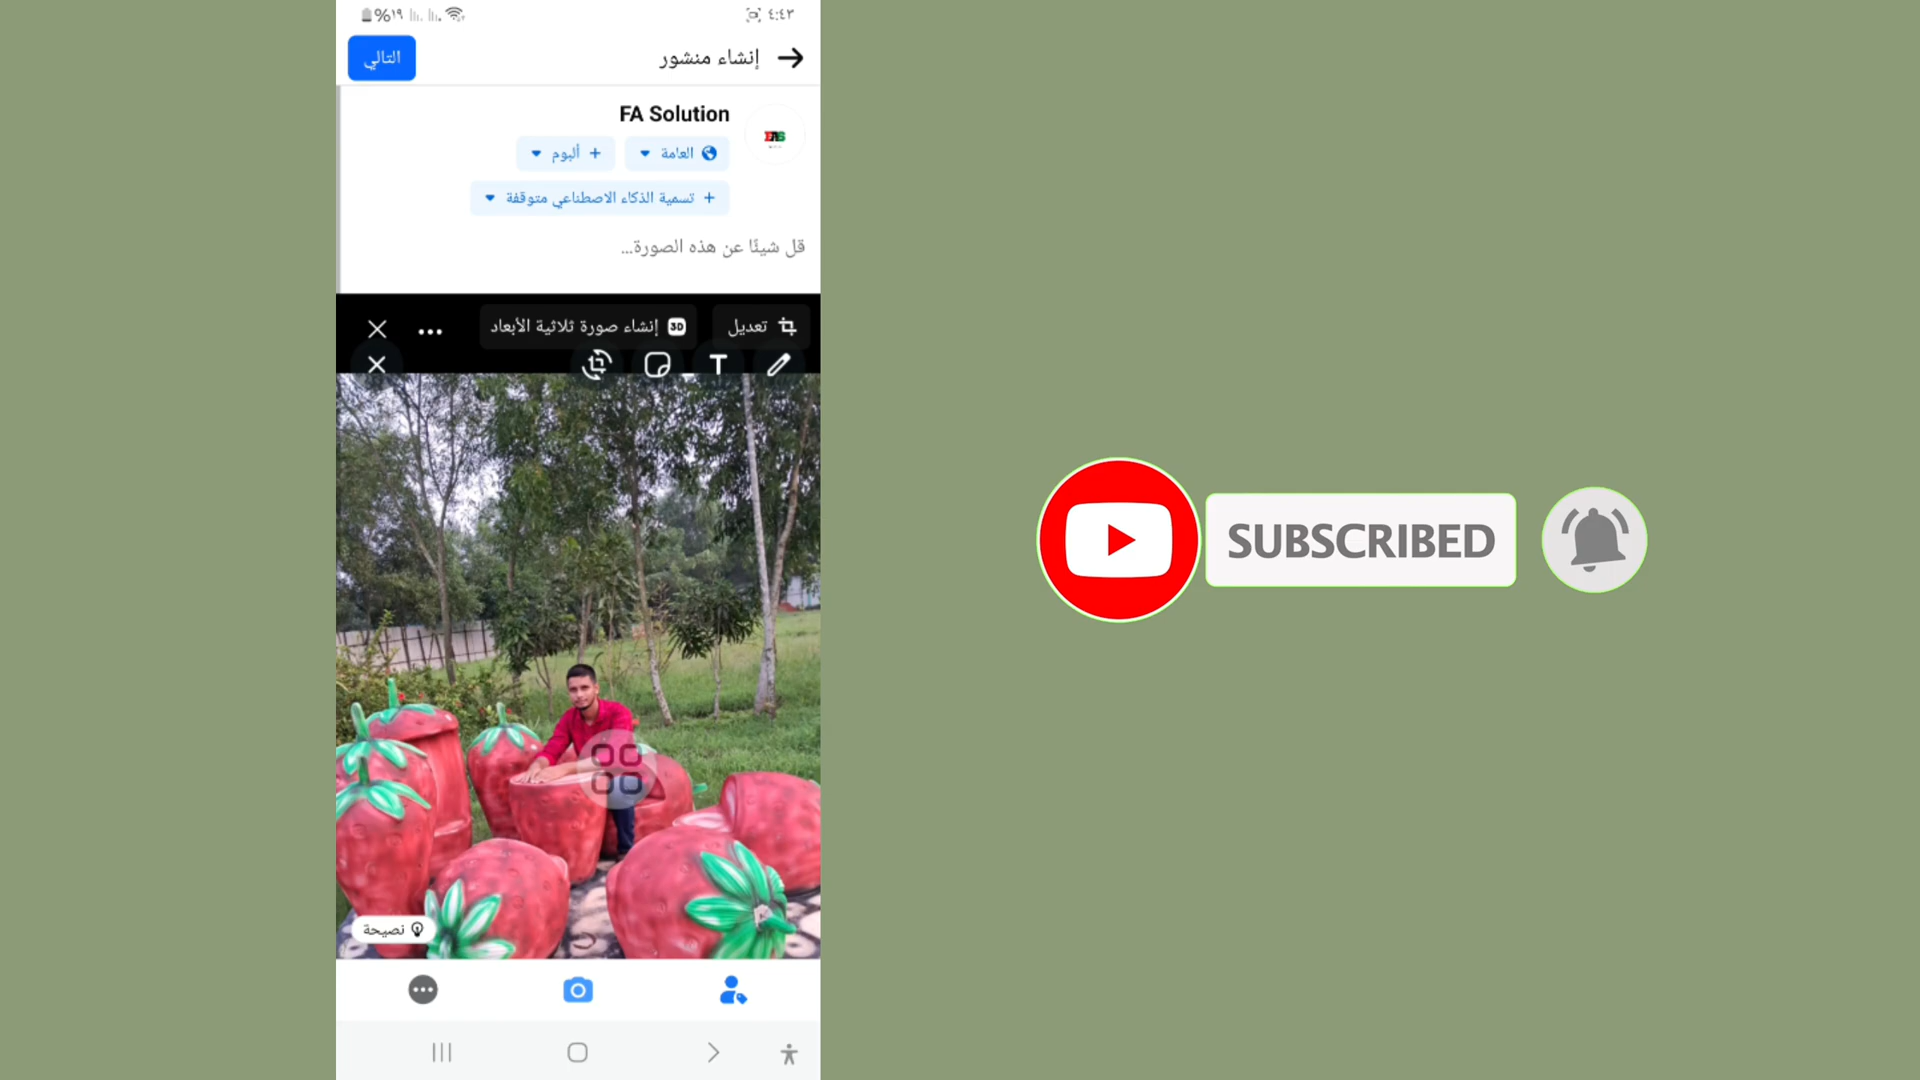 %١٩
٤:٤٣
إنشاء منشور
التالي
FA Solution
العامة
+ ألبوم
+ تسمية الذكاء الاصطناعي متوقفة
قل شيئًا عن هذه الصورة...
تعديل
3D إنشاء صورة ثلاثية الأبعاد
T
نصيحة
SUBSCRIBED